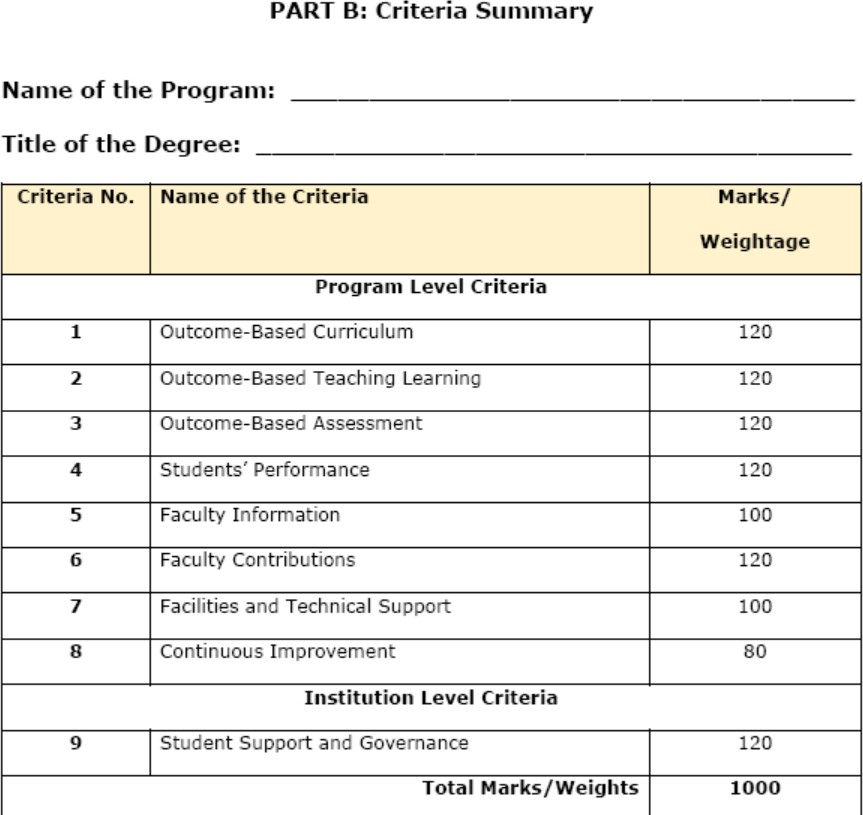 PART B: Criteria Summary
Name of the Program: ____________________________________
Title of the Degree: ______________________________________
Criteria No. Name of the Criteria Marks/
Weightage
Program Level Criteria
1 Outcome-Based Curriculum 120
2 Outcome-Based Teaching Learning 120
3 Outcome-Based Assessment 120
4 Students’ Performance 120
5 Faculty Information 100
6 Faculty Contributions 120
7 Facilities and Technical Support 100
8 Continuous Improvement 80
Institution Level Criteria
9 Student Support and Governance 120
Total Marks/Weights 1000